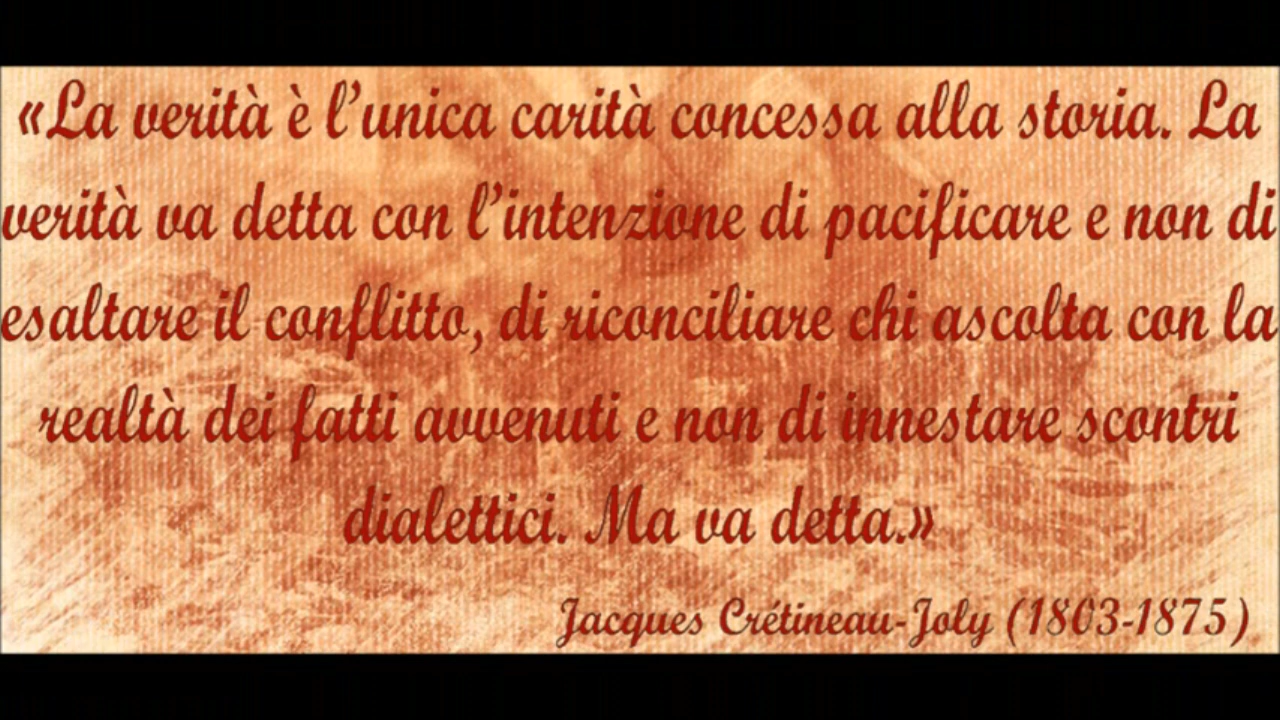 «La verità è l’unica carità concessa alla storia. La
verità va detta con l’intenzione di pacificare e non di
esaltare il conflitto, di riconciliare chi ascolta con la
realtà dei fatti avvenuti e non di innestare scontri
dialettici. Ma va detta.»
Jacques Crétineau-Joly (1803-1875)